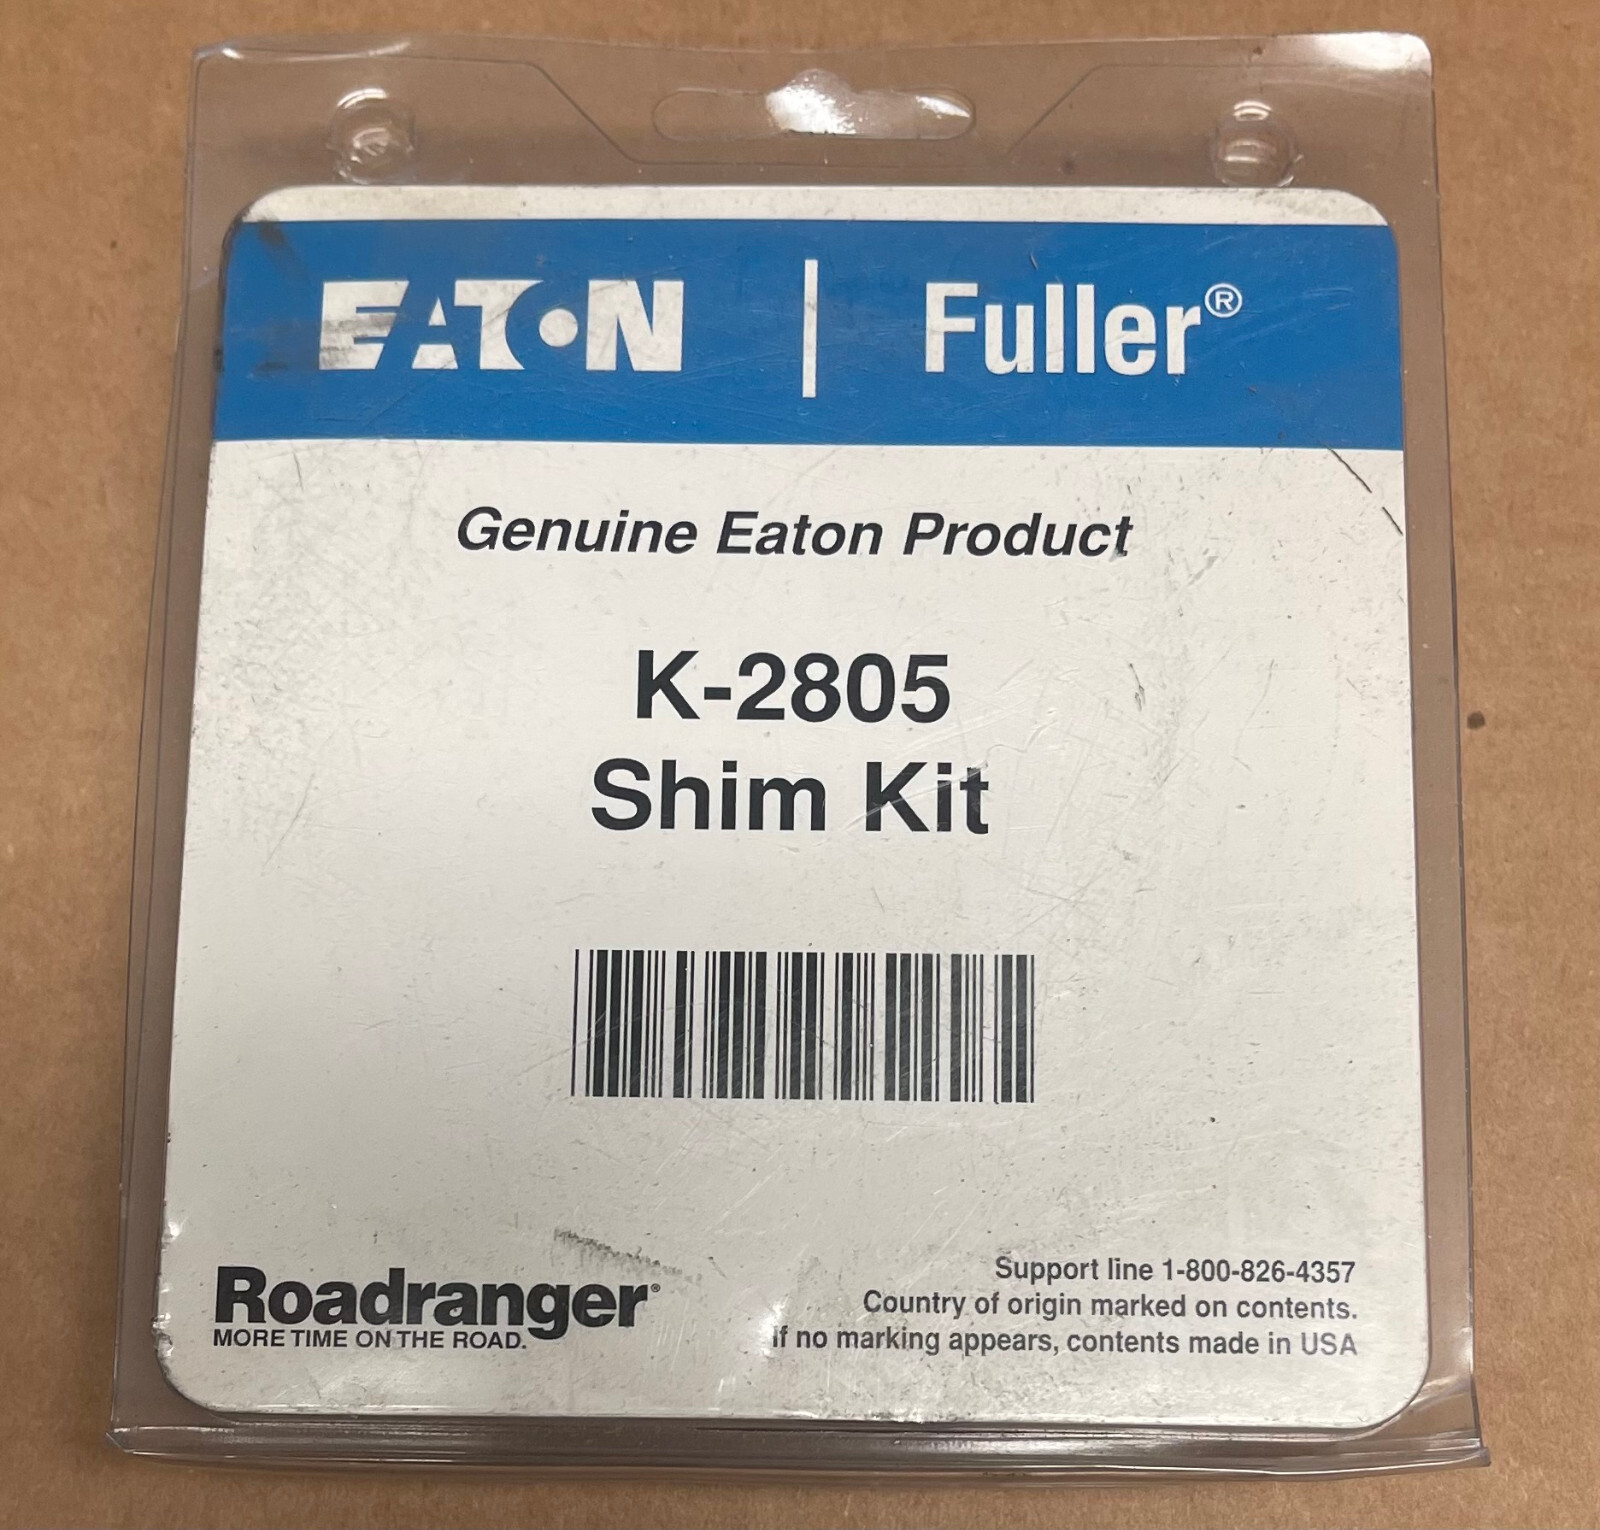 EATON | Fuller®
Genuine Eaton Product
K-2805
Shim Kit
Roadranger®
MORE TIME ON THE ROAD.
Support line 1-800-826-4357
Country of origin marked on contents.
If no marking appears, contents made in USA